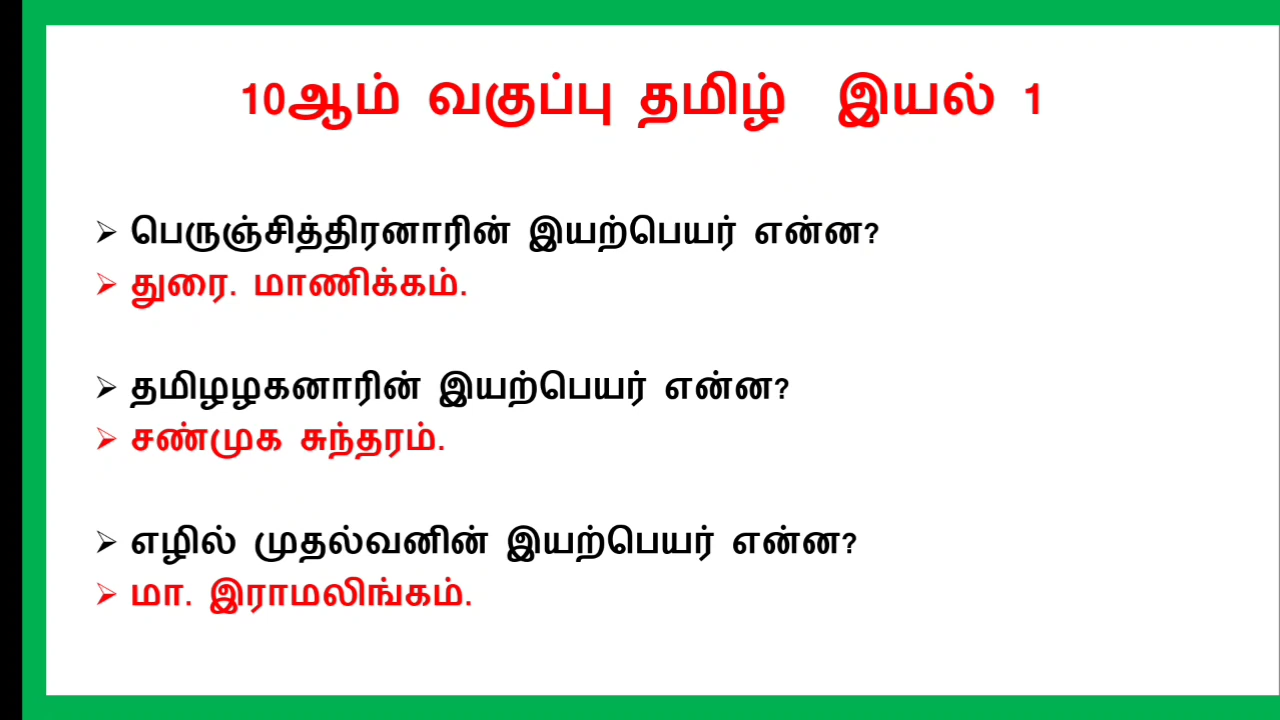 10ஆம் வகுப்பு தமிழ் இயல் 1
➢ பெருஞ்சித்திரனாரின் இயற்பெயர் என்ன?
➢ துரை. மாணிக்கம்.
➢ தமிழழகனாரின் இயற்பெயர் என்ன?
➢ சண்முக சுந்தரம்.
➢ எழில் முதல்வனின் இயற்பெயர் என்ன?
➢ மா. இராமலிங்கம்.